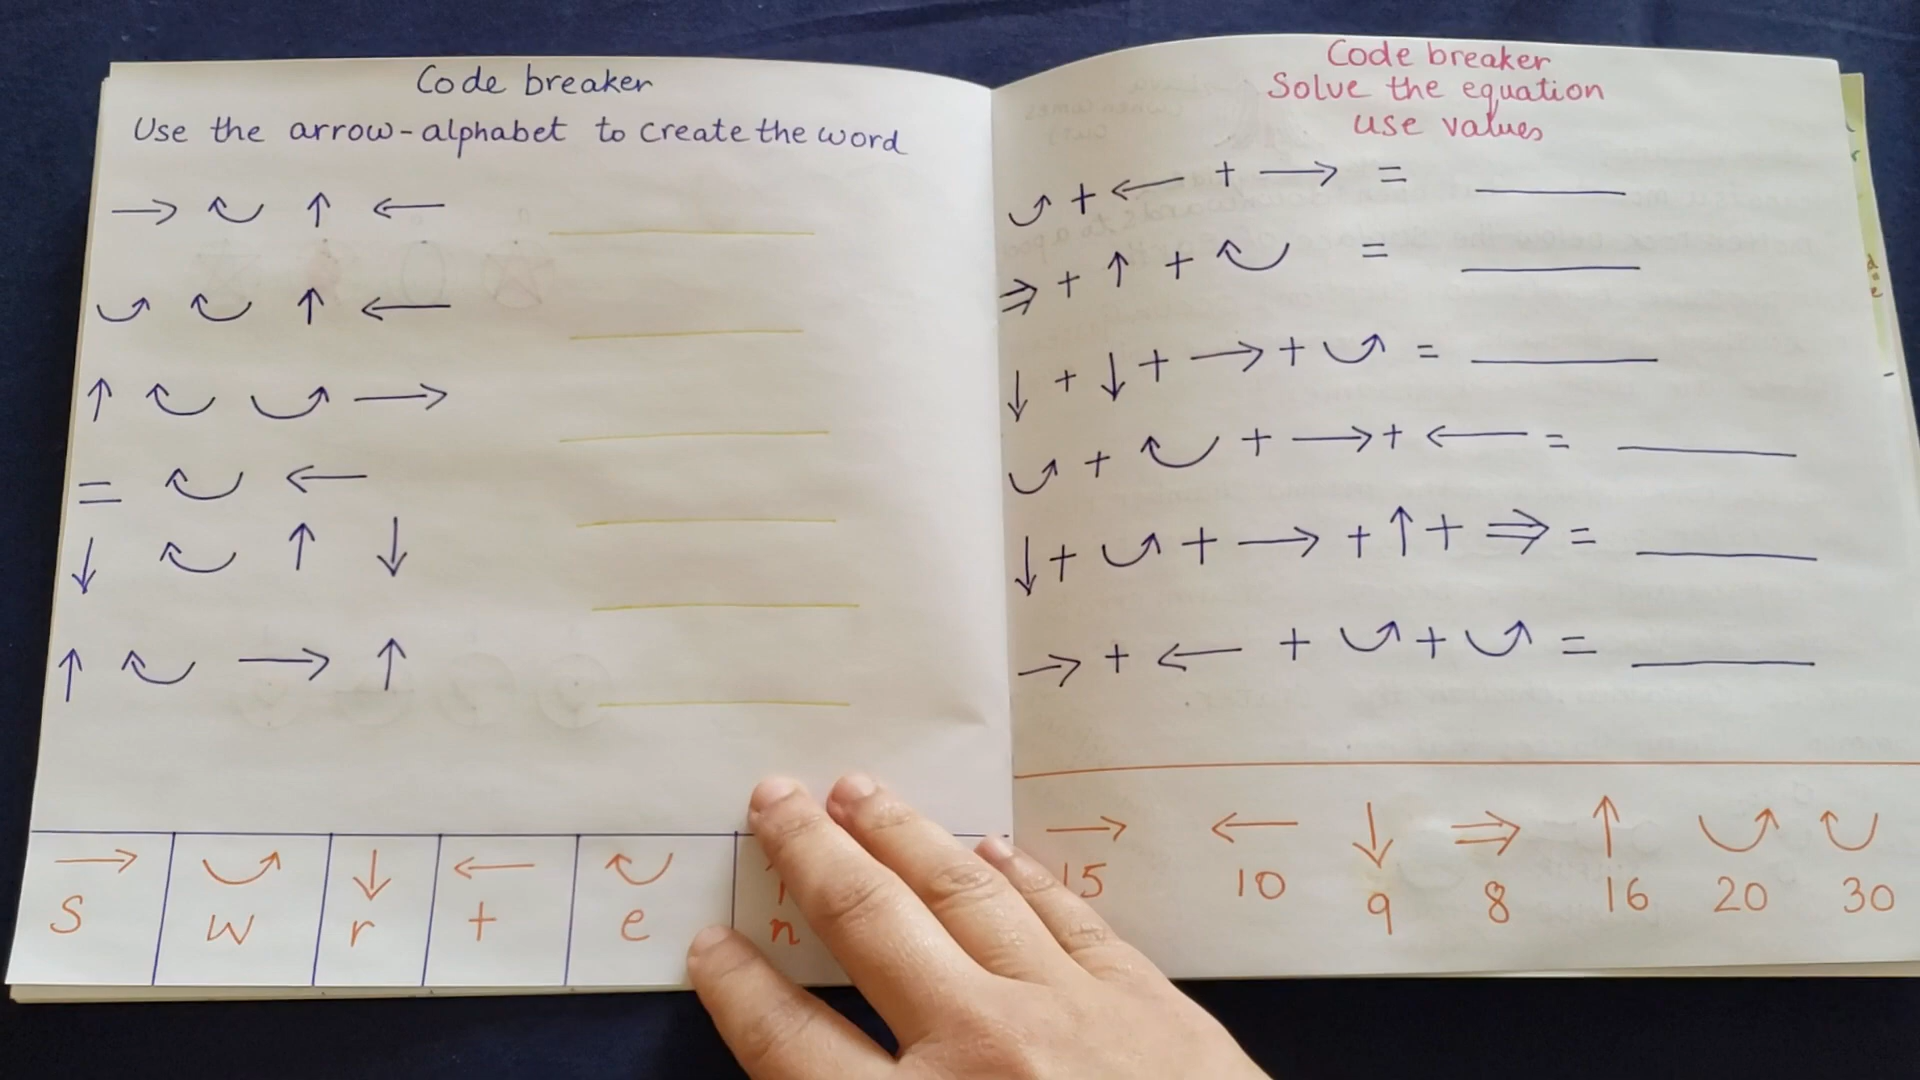 Code breaker
Use the arrow-alphabet to create the word
→ ⤿ ↑ ←
⤻ ⤿ ↑ ←
↑ ⤿ ⤻ →
= ⤿ ←
↓ ⤿ ↑ ↓
↑ ⤿ → ↑
→ ⤻ ↓ ← ⤿
s w r t e n
Code breaker
Solve the equation
use values
⤻ + ← + → =
⇒ + ↑ + ⤿ =
↓ + ↓ + → + ⤻ =
⤻ + ⤿ + → + ← =
↓ + ⤻ + → + ↑ + ⇒ =
→ + ← + ⤻ + ⤻ =
→ ← ↓ ⇒ ↑ ⤻ ⤿
15 10 9 8 16 20 30